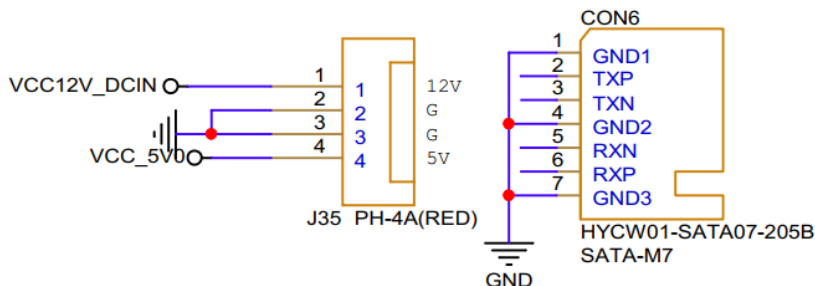 CON6
1 GND1
2 TXP
3 TXN
4 GND2
5 RXN
6 RXP
7 GND3
HYCW01-SATA07-205B
SATA-M7
GND
VCC12V_DCIN 1 1 12V
2 2 G
3 3 G
VCC_5V0 4 4 5V
J35 PH-4A(RED)